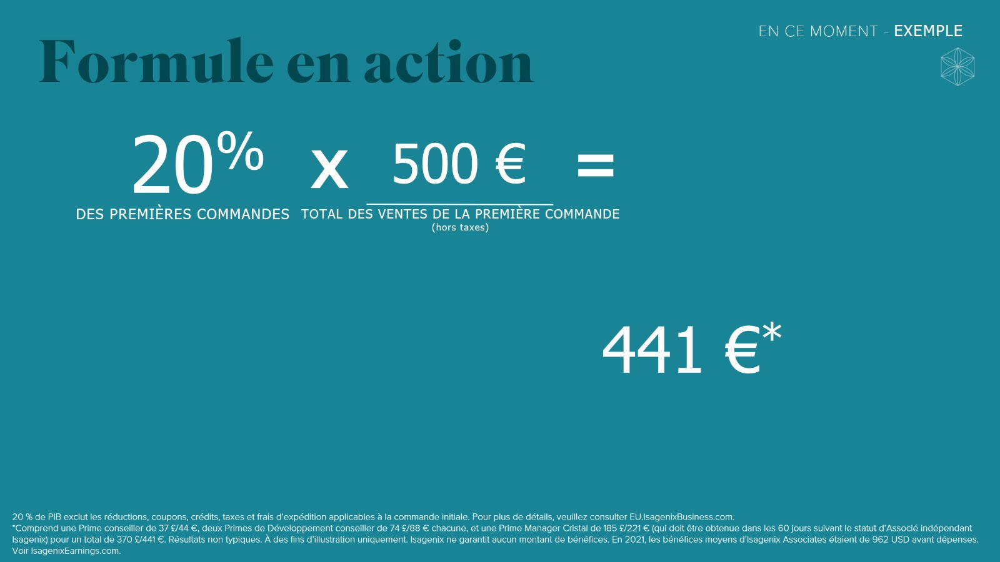 EN CE MOMENT - EXEMPLE
Formule en action
20% x 500 € =
DES PREMIÈRES COMMANDES TOTAL DES VENTES DE LA PREMIÈRE COMMANDE
(hors taxes)
441 €*
20 % de PIB exclut les réductions, coupons, crédits, taxes et frais d'expédition applicables à la commande initiale. Pour plus de détails, veuillez consulter EU.IsagenixBusiness.com.
*Comprend une Prime conseiller de 37 £/44 €, deux Primes de Développement conseiller de 74 £/88 € chacune, et une Prime Manager Cristal de 185 £/221 € (qui doit être obtenue dans les 60 jours suivant le statut d'Associé indépendant
Isagenix) pour un total de 370 £/441 €. Résultats non typiques. À des fins d'illustration uniquement. Isagenix ne garantit aucun montant de bénéfices. En 2021, les bénéfices moyens d'Isagenix Associates étaient de 962 USD avant dépenses.
Voir IsagenixEarnings.com.